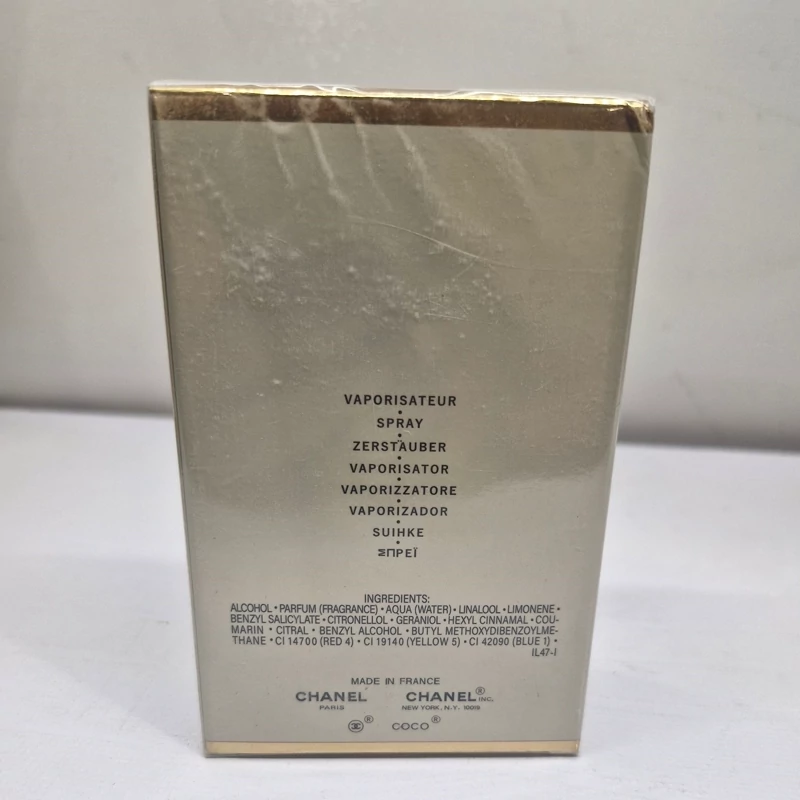 VAPORISATEUR
•
SPRAY
•
ZERSTÄUBER
•
VAPORISATOR
•
VAPORIZZATORE
•
VAPORIZADOR
•
SUIHKE
•
ΣΠΡΕΪ
INGREDIENTS:
ALCOHOL • PARFUM (FRAGRANCE) • AQUA (WATER) • LINALOOL • LIMONENE •
BENZYL SALICYLATE • CITRONELLOL • GERANIOL • HEXYL CINNAMAL • COU-
MARIN • CITRAL • BENZYL ALCOHOL • BUTYL METHOXYDIBENZOYLME-
THANE • CI 14700 (RED 4) • CI 19140 (YELLOW 5) • CI 42090 (BLUE 1) •
IL47-I
MADE IN FRANCE
CHANEL CHANEL® INC,
PARIS NEW YORK, N.Y. 10019
® COCO®